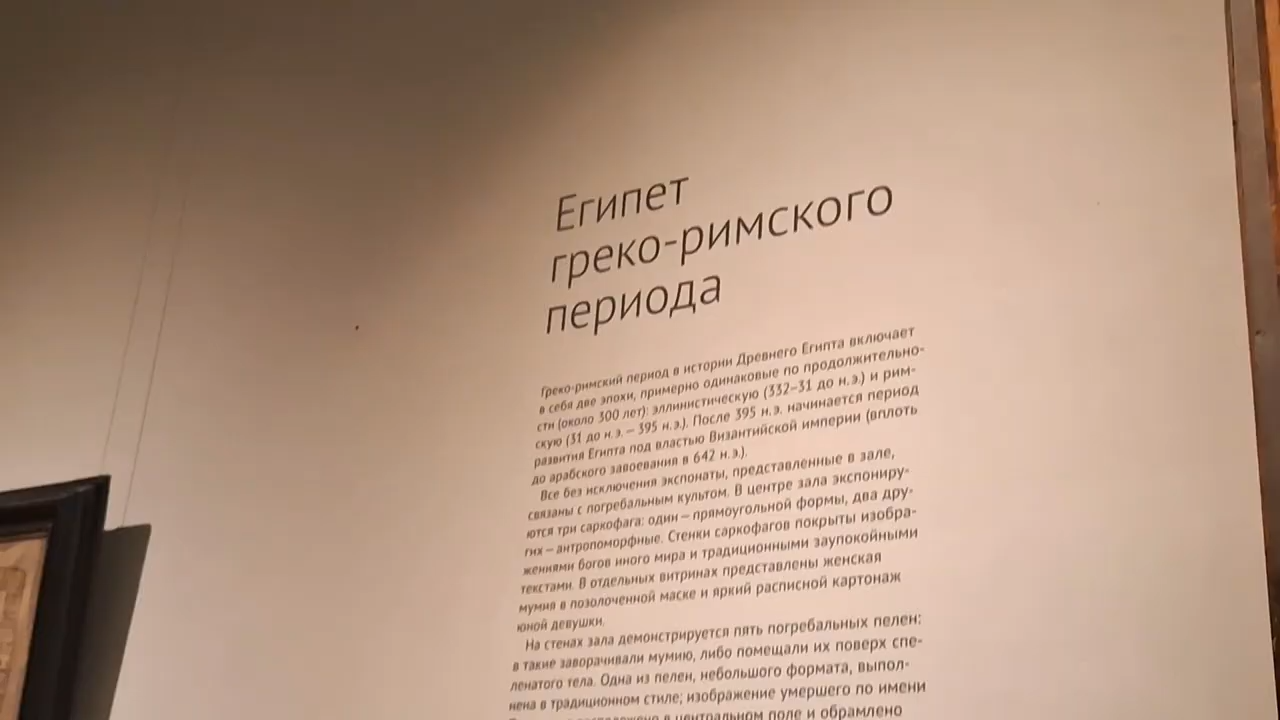 Египет
греко-римского
периода
Греко-римский период в истории Древнего Египта включает
в себя две эпохи, примерно одинаковые по продолжительно-
сти (около 300 лет): эллинистическую (332–31 до н.э.) и рим-
скую (31 до н.э. – 395 н.э.). После 395 н.э. начинается период
развития Египта под властью Византийской империи (вплоть
до арабского завоевания в 642 н.э.).
Все без исключения экспонаты, представленные в зале,
связаны с погребальным культом. В центре зала экспониру-
ются три саркофага: один – прямоугольной формы, два дру-
гих – антропоморфные. Стенки саркофагов покрыты изобра-
жениями богов иного мира и традиционными заупокойными
текстами. В отдельных витринах представлены женская
мумия в позолоченной маске и яркий расписной картонаж
юной девушки.
На стенах зала демонстрируется пять погребальных пелен:
в такие заворачивали мумию, либо помещали их поверх спе-
ленатого тела. Одна из пелен, небольшого формата, выпол-
нена в традиционном стиле; изображение умершего по имени
в центральном поле и обрамлено